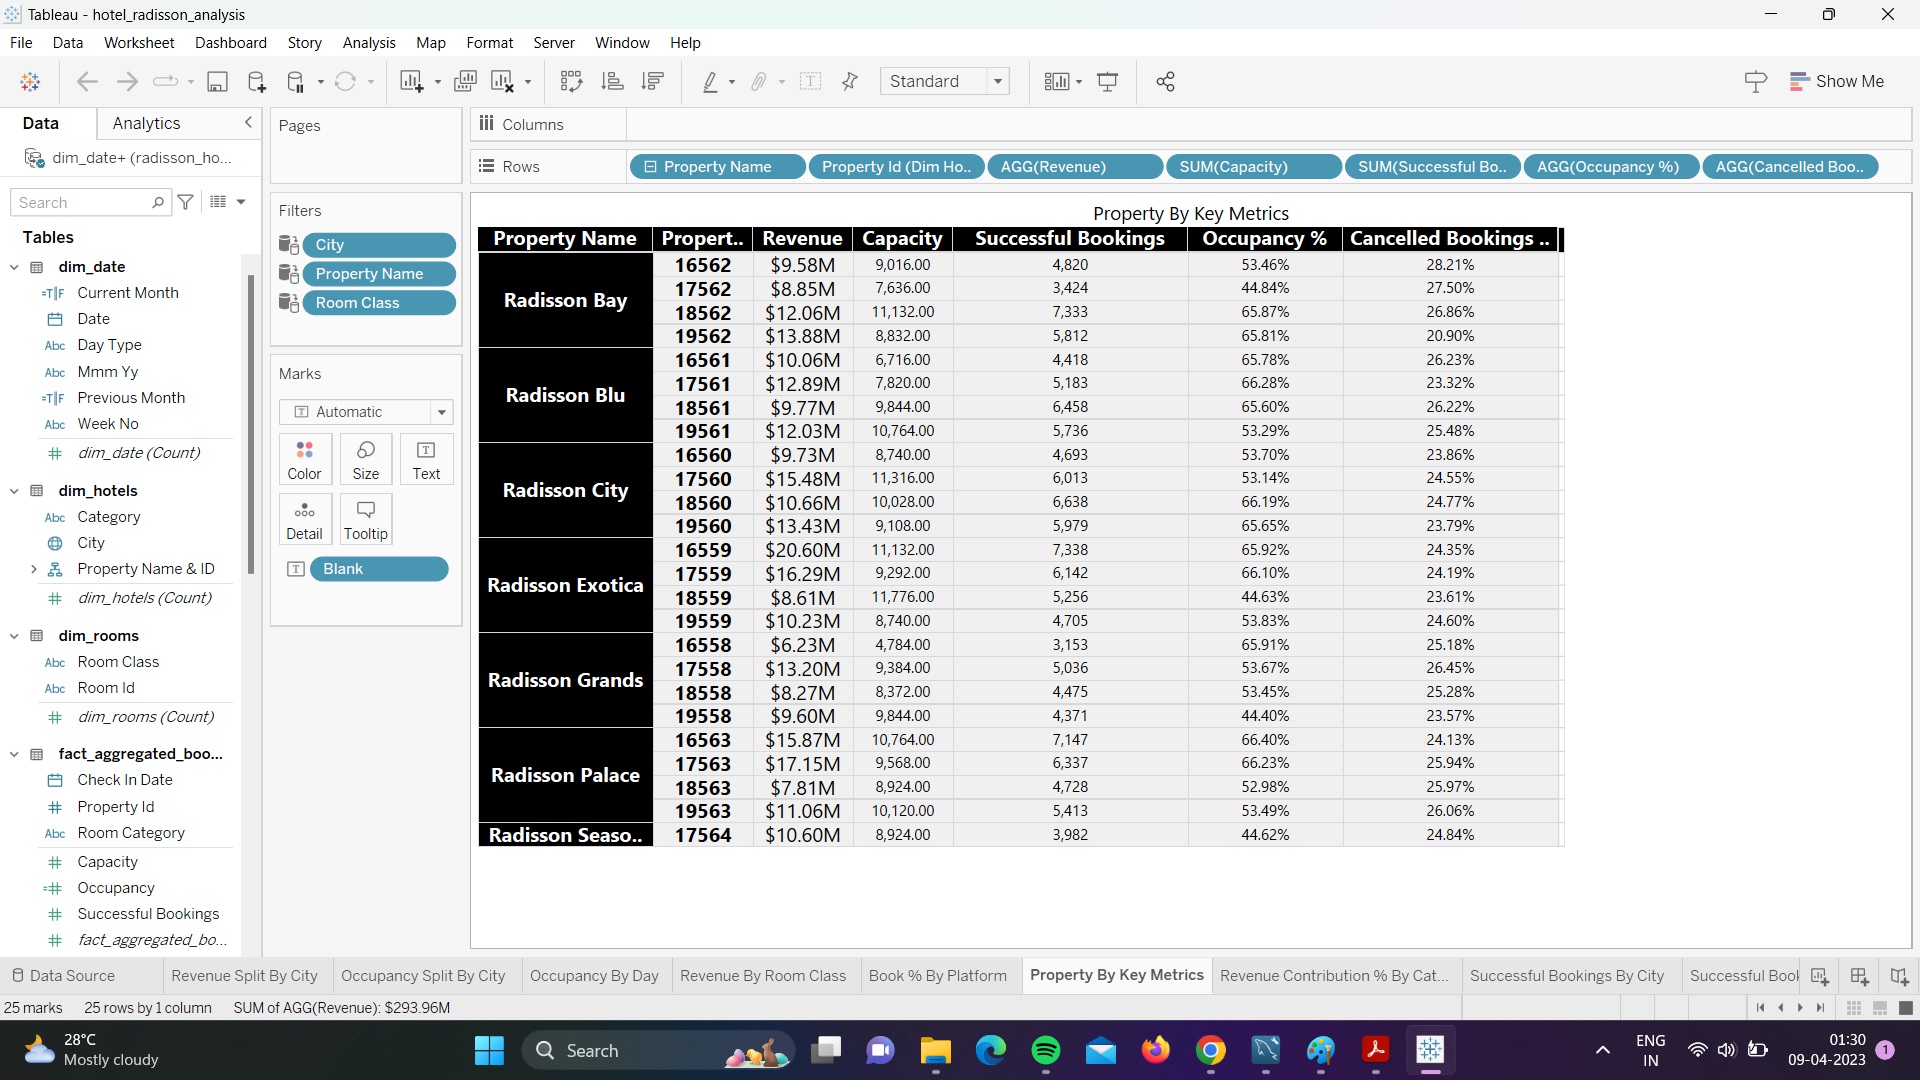 Tableau - hotel_radisson_analysis
File Data Worksheet Dashboard Story Analysis Map Format Server Window Help
Standard
Show Me
Data Analytics
dim_date+ (radisson_ho...
Search
Tables
dim_date
=T|F Current Month
Date
Abc Day Type
Abc Mmm Yy
=T|F Previous Month
Abc Week No
# dim_date (Count)
dim_hotels
Abc Category
City
Property Name & ID
# dim_hotels (Count)
dim_rooms
Abc Room Class
Abc Room Id
# dim_rooms (Count)
fact_aggregated_boo...
Check In Date
# Property Id
Abc Room Category
# Capacity
=# Occupancy
# Successful Bookings
# fact_aggregated_bo...
Pages
Filters
City
Property Name
Room Class
Marks
T Automatic
Color Size Text
Detail Tooltip
T Blank
Columns
Rows Property Name Property Id (Dim Ho.. AGG(Revenue) SUM(Capacity) SUM(Successful Bo.. AGG(Occupancy %) AGG(Cancelled Boo..
Property By Key Metrics
Property Name Propert.. Revenue Capacity Successful Bookings Occupancy % Cancelled Bookings ..
Radisson Bay
16562 $9.58M 9,016.00 4,820 53.46% 28.21%
17562 $8.85M 7,636.00 3,424 44.84% 27.50%
18562 $12.06M 11,132.00 7,333 65.87% 26.86%
19562 $13.88M 8,832.00 5,812 65.81% 20.90%
Radisson Blu
16561 $10.06M 6,716.00 4,418 65.78% 26.23%
17561 $12.89M 7,820.00 5,183 66.28% 23.32%
18561 $9.77M 9,844.00 6,458 65.60% 26.22%
19561 $12.03M 10,764.00 5,736 53.29% 25.48%
Radisson City
16560 $9.73M 8,740.00 4,693 53.70% 23.86%
17560 $15.48M 11,316.00 6,013 53.14% 24.55%
18560 $10.66M 10,028.00 6,638 66.19% 24.77%
19560 $13.43M 9,108.00 5,979 65.65% 23.79%
Radisson Exotica
16559 $20.60M 11,132.00 7,338 65.92% 24.35%
17559 $16.29M 9,292.00 6,142 66.10% 24.19%
18559 $8.61M 11,776.00 5,256 44.63% 23.61%
19559 $10.23M 8,740.00 4,705 53.83% 24.60%
Radisson Grands
16558 $6.23M 4,784.00 3,153 65.91% 25.18%
17558 $13.20M 9,384.00 5,036 53.67% 26.45%
18558 $8.27M 8,372.00 4,475 53.45% 25.28%
19558 $9.60M 9,844.00 4,371 44.40% 23.57%
Radisson Palace
16563 $15.87M 10,764.00 7,147 66.40% 24.13%
17563 $17.15M 9,568.00 6,337 66.23% 25.94%
18563 $7.81M 8,924.00 4,728 52.98% 25.97%
19563 $11.06M 10,120.00 5,413 53.49% 26.06%
Radisson Seaso.. 17564 $10.60M 8,924.00 3,982 44.62% 24.84%
Data Source Revenue Split By City Occupancy Split By City Occupancy By Day Revenue By Room Class Book % By Platform Property By Key Metrics Revenue Contribution % By Cat... Successful Bookings By City Successful Bool
25 marks 25 rows by 1 column SUM of AGG(Revenue): $293.96M
28°C
Mostly cloudy
Search
ENG
IN
01:30
09-04-2023
1